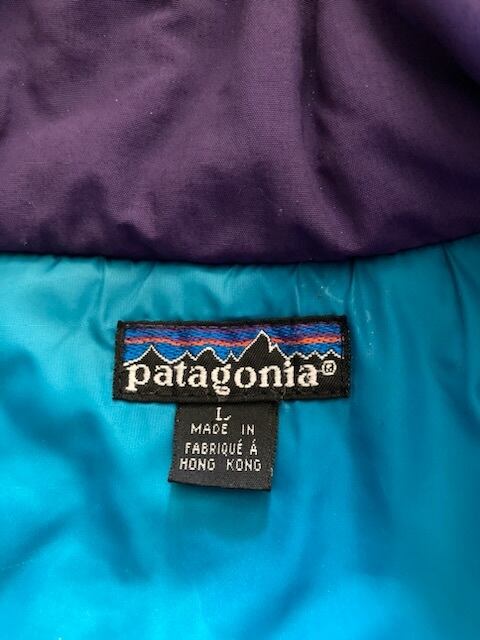 patagonia®
L
MADE IN
FABRIQUÉ Á
HONG KONG